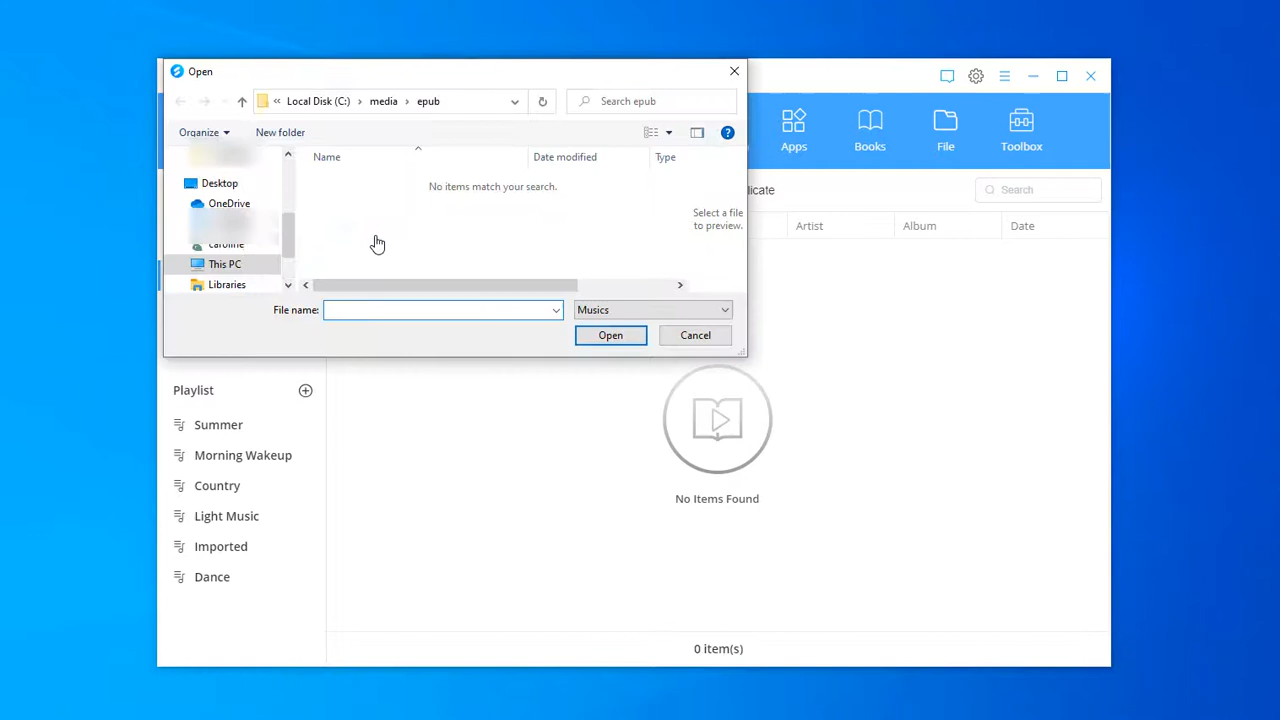 Open
« Local Disk (C:) › media › epub
Search epub
Organize
New folder
?
Name
Date modified
Type
No items match your search.
Select a file
to preview.
Desktop
OneDrive
caroline
This PC
Libraries
File name:
Musics
Open
Cancel
Apps
Books
File
Toolbox
licate
Search
Artist
Album
Date
Playlist
Summer
Morning Wakeup
Country
Light Music
Imported
Dance
No Items Found
0 item(s)